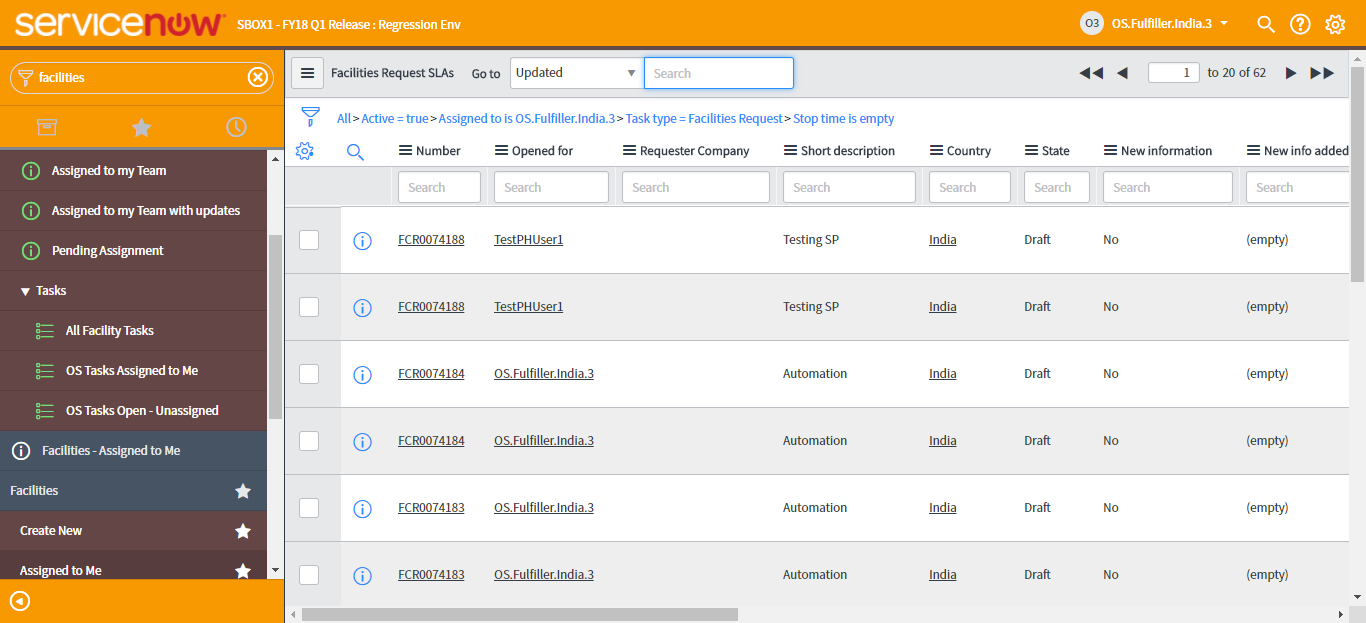 servicenow SBOX1 - FY18 Q1 Release : Regression Env O3 OS.Fulfiller.India.3
facilities
Assigned to my Team
Assigned to my Team with updates
Pending Assignment
Tasks
All Facility Tasks
OS Tasks Assigned to Me
OS Tasks Open - Unassigned
Facilities - Assigned to Me
Facilities
Create New
Assigned to Me
Facilities Request SLAs Go to Updated Search 1 to 20 of 62
All > Active = true > Assigned to is OS.Fulfiller.India.3 > Task type = Facilities Request > Stop time is empty
Number Opened for Requester Company Short description Country State New information New info added
Search Search Search Search Search Search Search Search
FCR0074188 TestPHUser1 Testing SP India Draft No (empty)
FCR0074188 TestPHUser1 Testing SP India Draft No (empty)
FCR0074184 OS.Fulfiller.India.3 Automation India Draft No (empty)
FCR0074184 OS.Fulfiller.India.3 Automation India Draft No (empty)
FCR0074183 OS.Fulfiller.India.3 Automation India Draft No (empty)
FCR0074183 OS.Fulfiller.India.3 Automation India Draft No (empty)